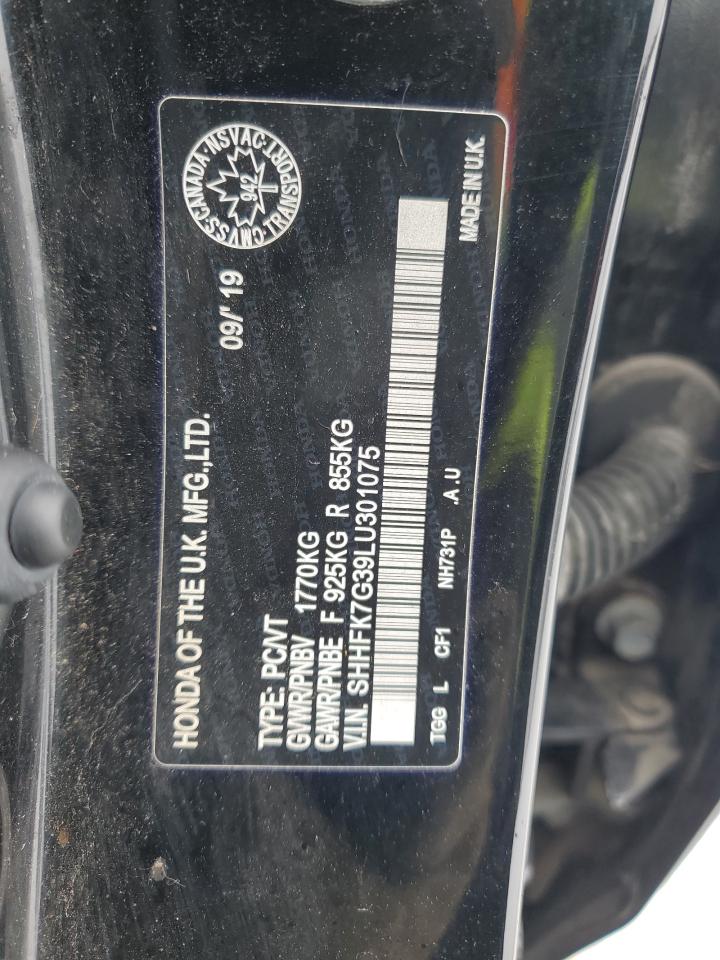 HONDA OF THE U.K. MFG.,LTD.
09/' 19
CMVSS·CANADA·NSVAC·TRANSPORT·
942
TYPE: PC/VT
GVWR/PNBV 1770KG
GAWR/PNBE F 925KG R 855KG
V.I.N. SHHFK7G39LU301075
TGG L CF1 NH731P .A.U MADE IN U.K.